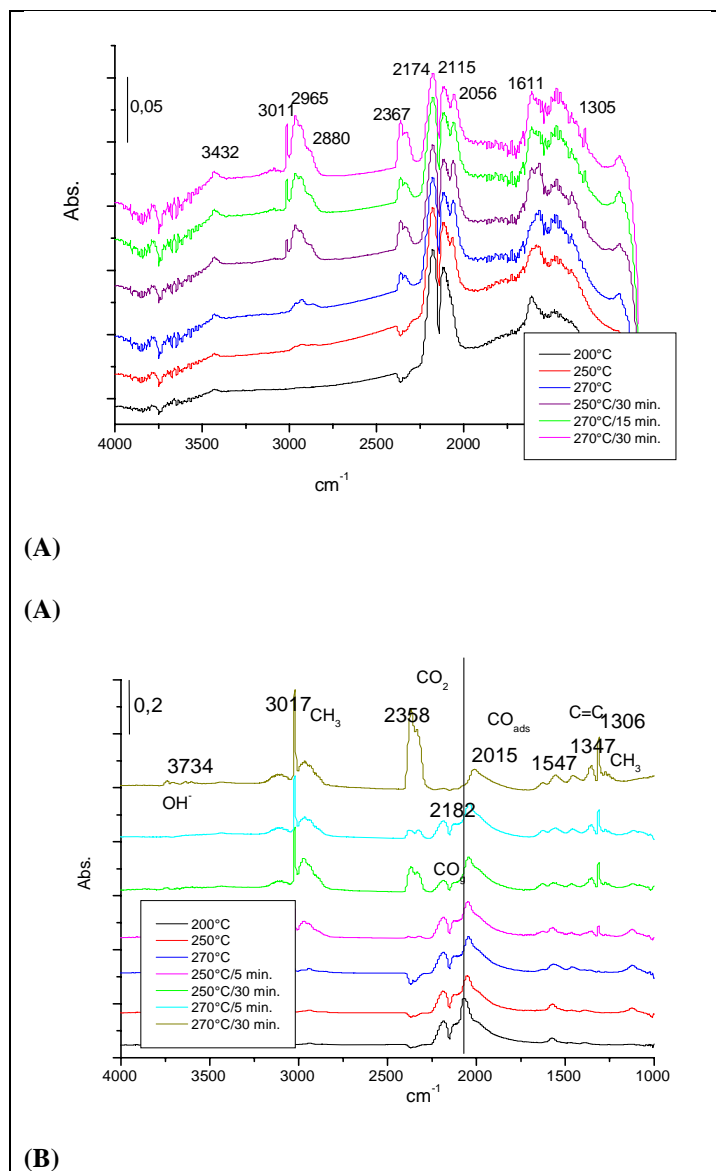 2174 2115
2965
2056
1611
0,05
3011
2367
1305
2880
3432
Abs.
200°C
250°C
270°C
250°C/30 min.
270°C/15 min.
270°C/30 min.
4000 3500 3000 2500 2000
cm-1
(A)
(A)
0,2
CO2
3017
CH3
2358
COads
C=C
1306
2015
1347
3734
1547
CH3
OH-
2182
COg
Abs.
200°C
250°C
270°C
250°C/5 min.
250°C/30 min.
270°C/5 min.
270°C/30 min.
4000 3500 3000 2500 2000 1500 1000
cm-1
(B)